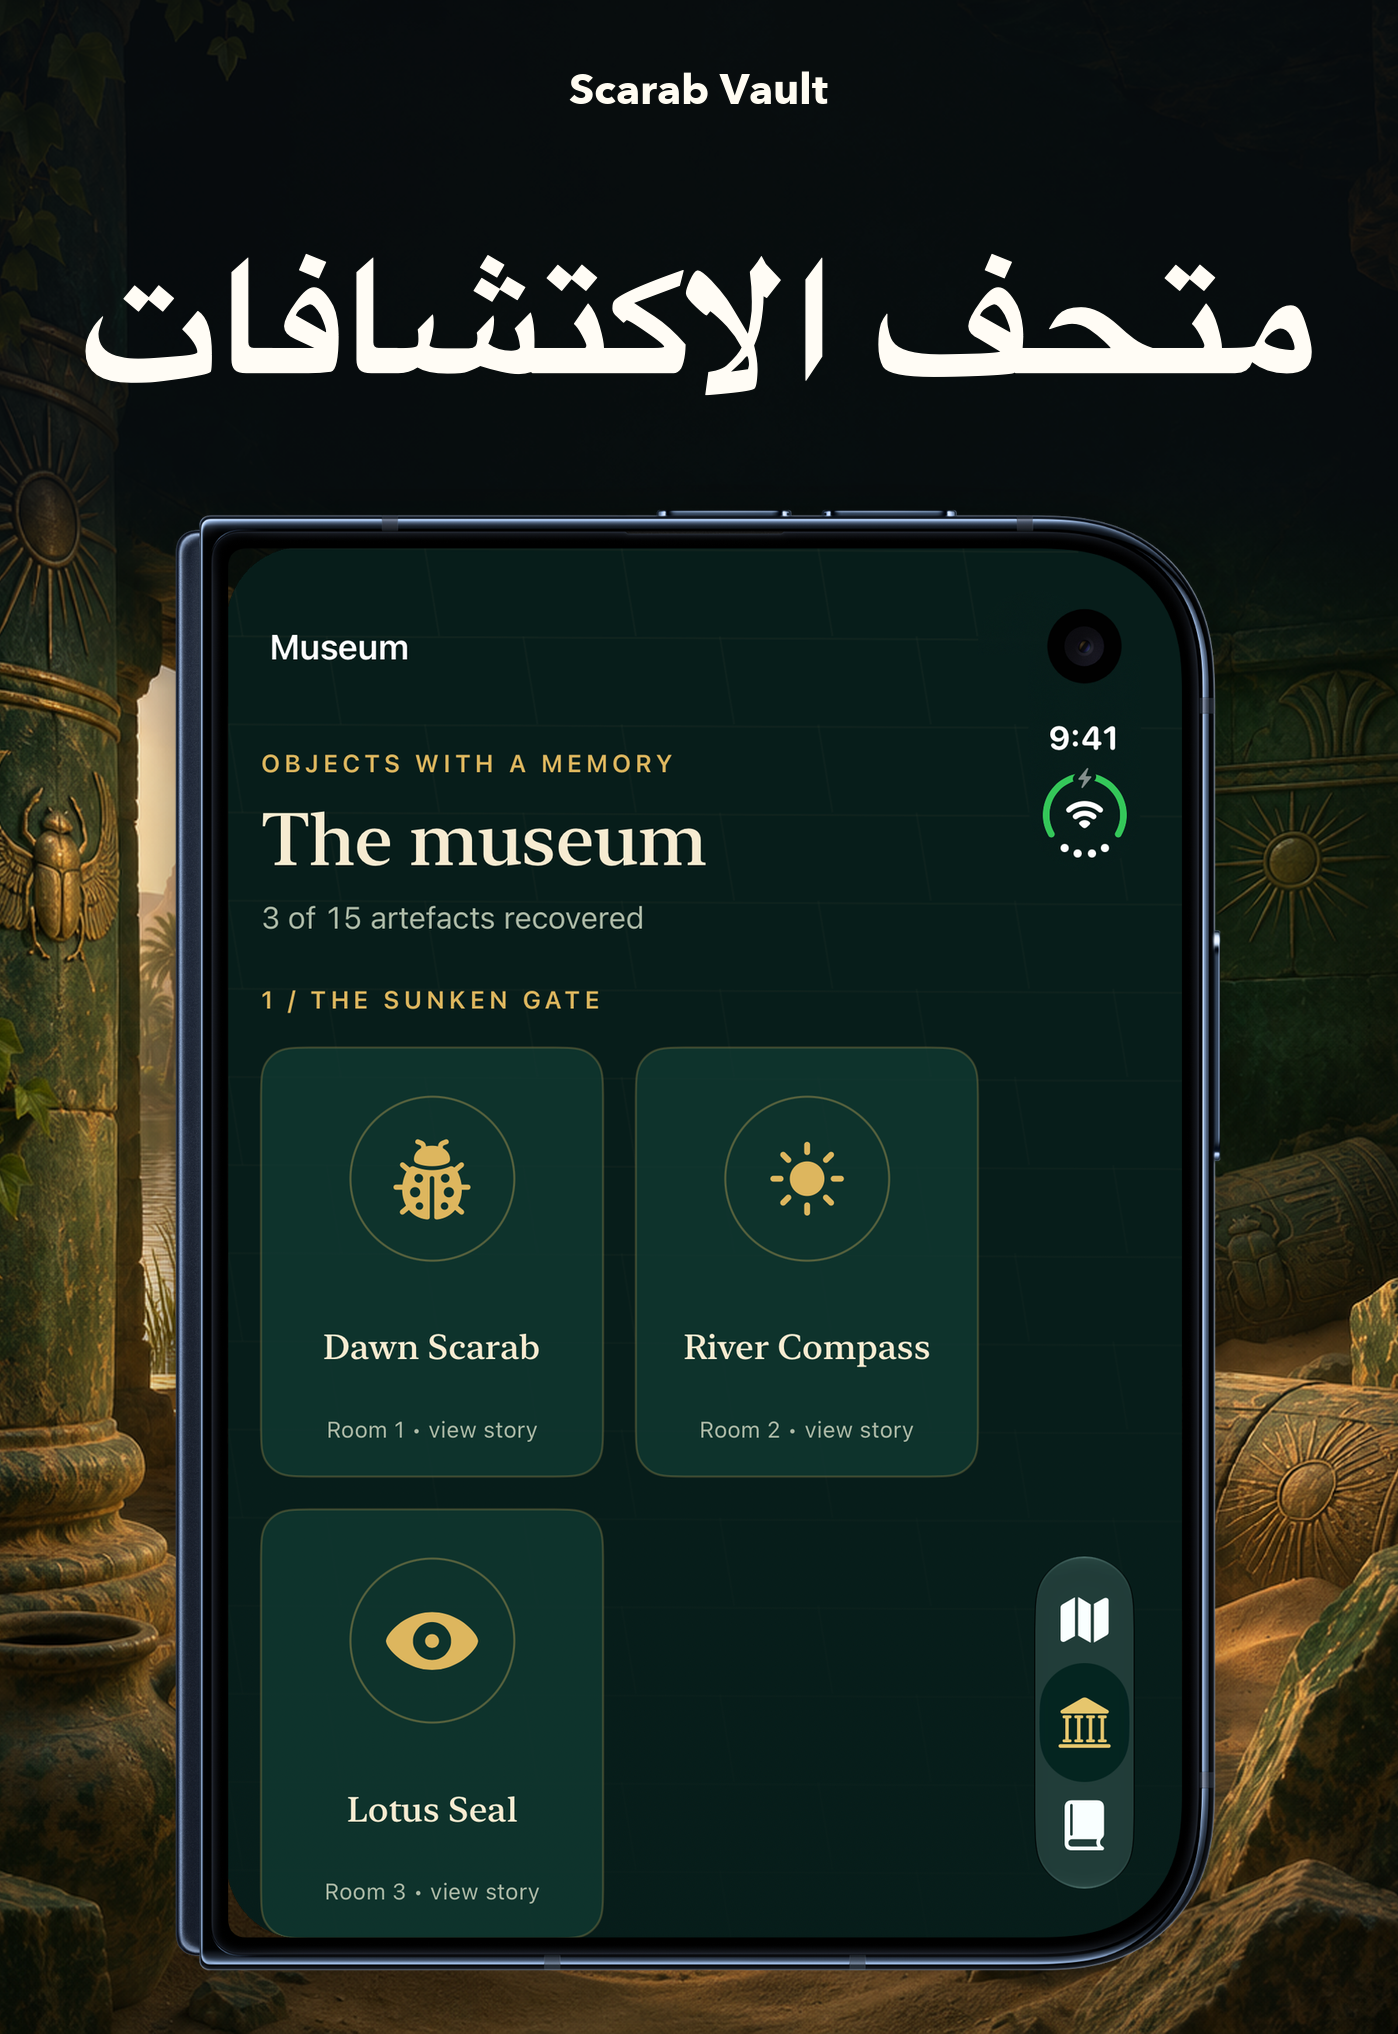 Scarab Vault
متحف الاكتشافات
Museum
9:41
OBJECTS WITH A MEMORY
The museum
3 of 15 artefacts recovered
1 / THE SUNKEN GATE
Dawn Scarab
Room 1 • view story
River Compass
Room 2 • view story
Lotus Seal
Room 3 • view story